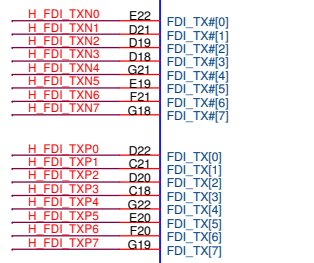 H_FDI_TXN0 E22 FDI_TX#[0]
H_FDI_TXN1 D21 FDI_TX#[1]
H_FDI_TXN2 D19 FDI_TX#[2]
H_FDI_TXN3 D18 FDI_TX#[3]
H_FDI_TXN4 G21 FDI_TX#[4]
H_FDI_TXN5 E19 FDI_TX#[5]
H_FDI_TXN6 F21 FDI_TX#[6]
H_FDI_TXN7 G18 FDI_TX#[7]
H_FDI_TXP0 D22 FDI_TX[0]
H_FDI_TXP1 C21 FDI_TX[1]
H_FDI_TXP2 D20 FDI_TX[2]
H_FDI_TXP3 C18 FDI_TX[3]
H_FDI_TXP4 G22 FDI_TX[4]
H_FDI_TXP5 E20 FDI_TX[5]
H_FDI_TXP6 F20 FDI_TX[6]
H_FDI_TXP7 G19 FDI_TX[7]